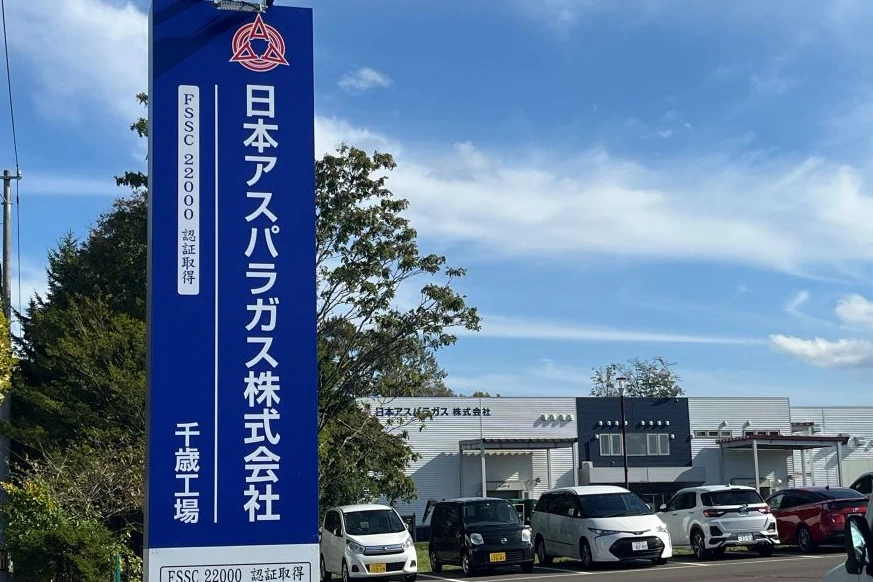 日本アスパラガス株式会社
FSSC 22000 認証取得
千歳工場
FSSC 22000 認証取得
日本アスパラガス 株式会社